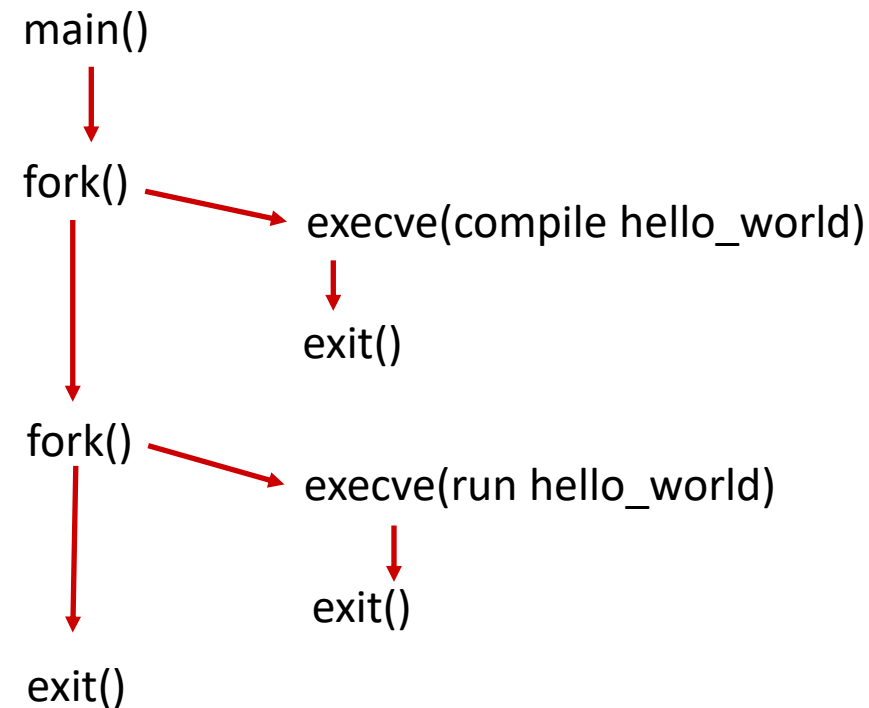 main()
fork()
execve(compile hello_world)
exit()
fork()
execve(run hello_world)
exit()
exit()